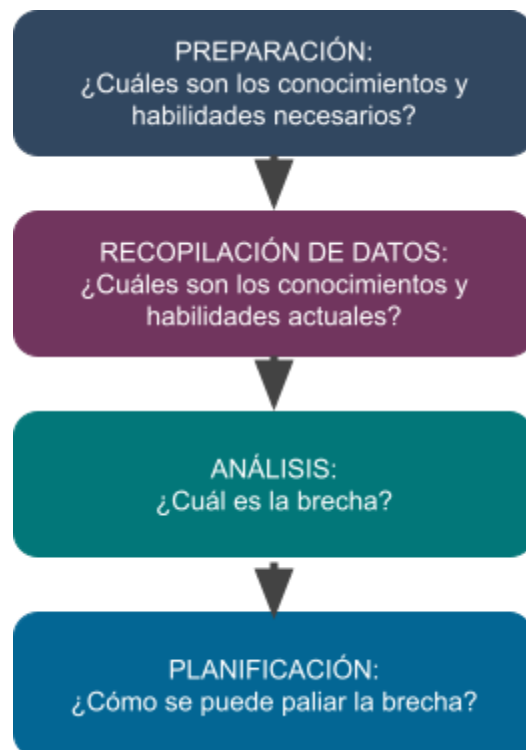 PREPARACIÓN:
¿Cuáles son los conocimientos y
habilidades necesarios?
RECOPILACIÓN DE DATOS:
¿Cuáles son los conocimientos y
habilidades actuales?
ANÁLISIS:
¿Cuál es la brecha?
PLANIFICACIÓN:
¿Cómo se puede paliar la brecha?